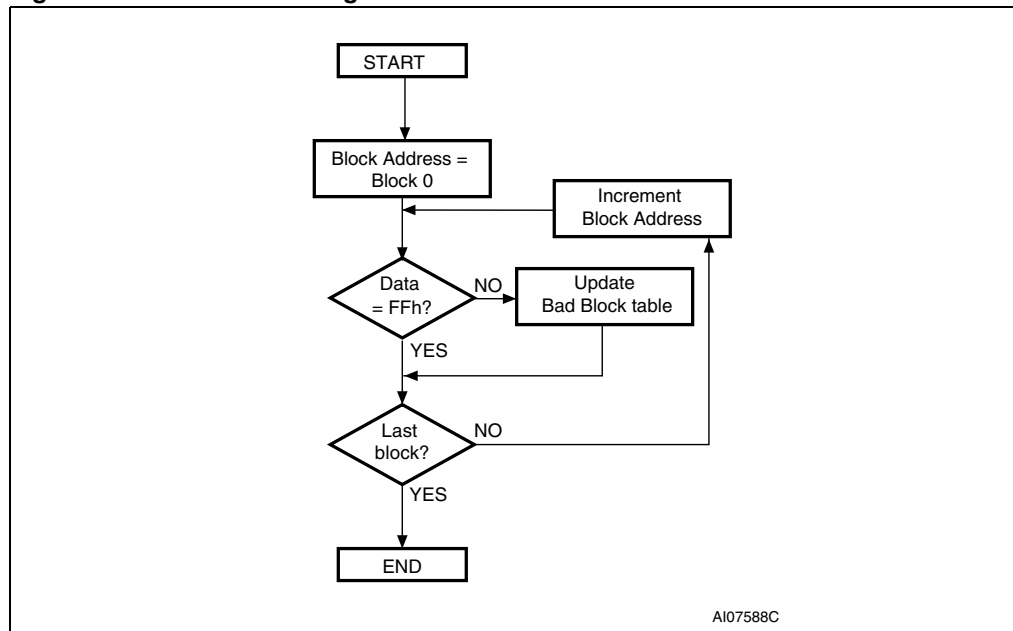 START
Block Address =
Block 0
Increment
Block Address
Data
= FFh?
NO
Update
Bad Block table
YES
Last
block?
NO
YES
END
AI07588C